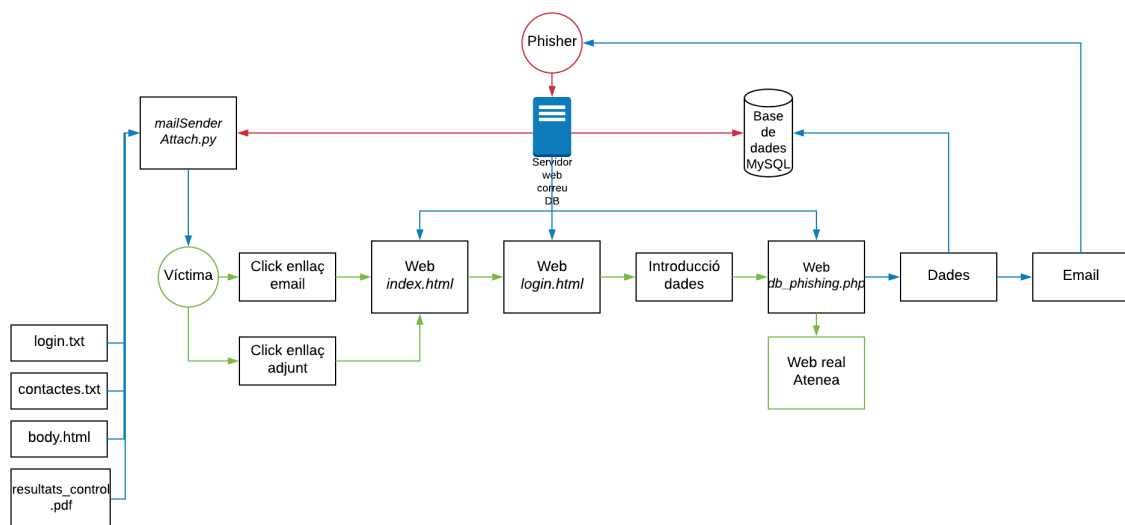 Phisher
mailSender
Attach.py
Servidor
web
correu
DB
Base
de
dades
MySQL
Víctima
Click enllaç
email
Web
index.html
Web
login.html
Introducció
dades
Web
db_phishing.php
Dades
Email
Click enllaç
adjunt
Web real
Atenea
login.txt
contactes.txt
body.html
resultats_control
.pdf